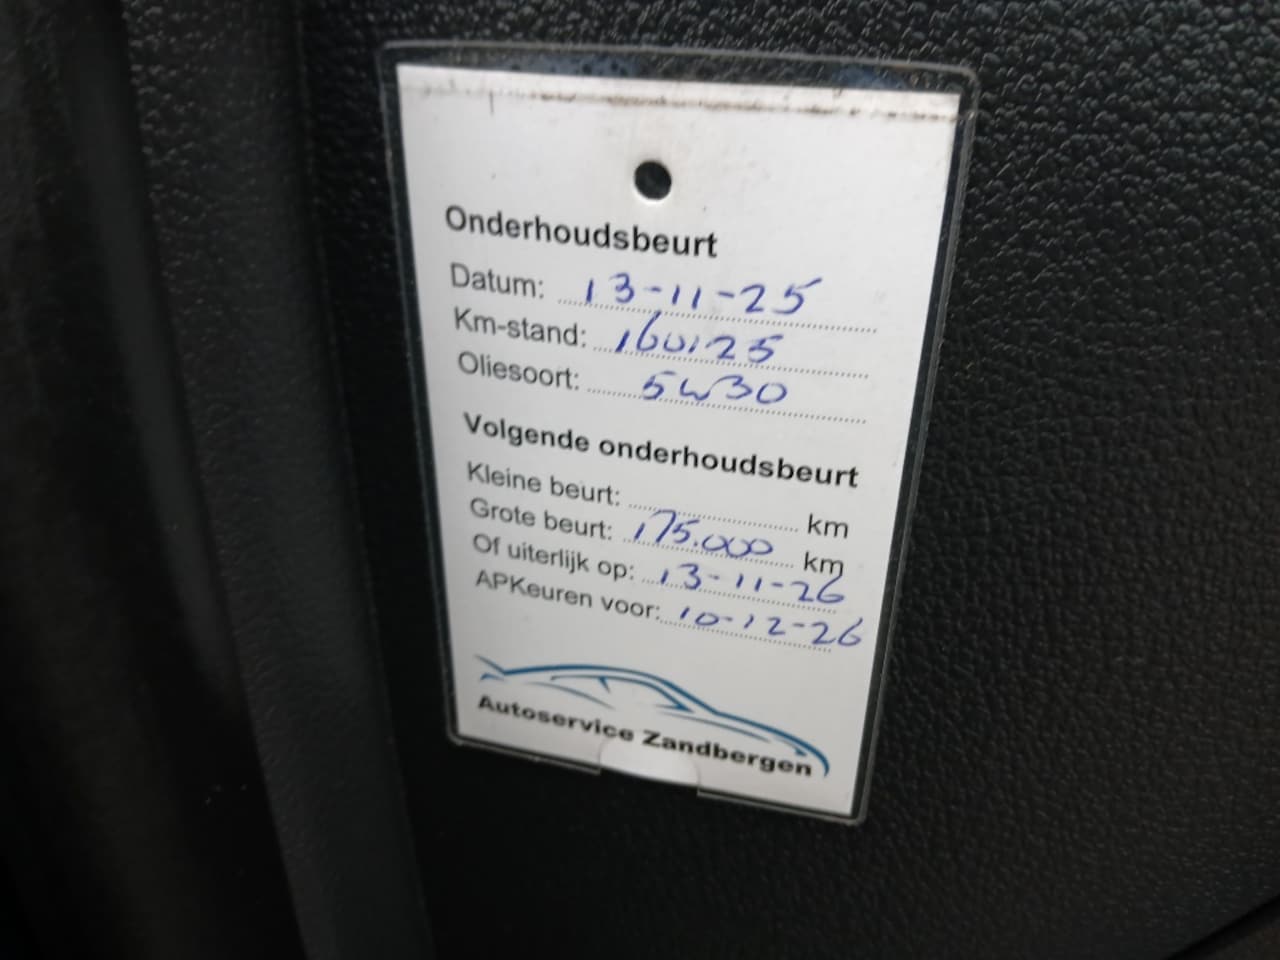 Onderhoudsbeurt
Datum: 13-11-25
Km-stand: 160125
Oliesoort: 5W30
Volgende onderhoudsbeurt
Kleine beurt: km
Grote beurt: 175.000 km
Of uiterlijk op: 13-11-26
APKeuren voor: 10-12-26
Autoservice Zandbergen